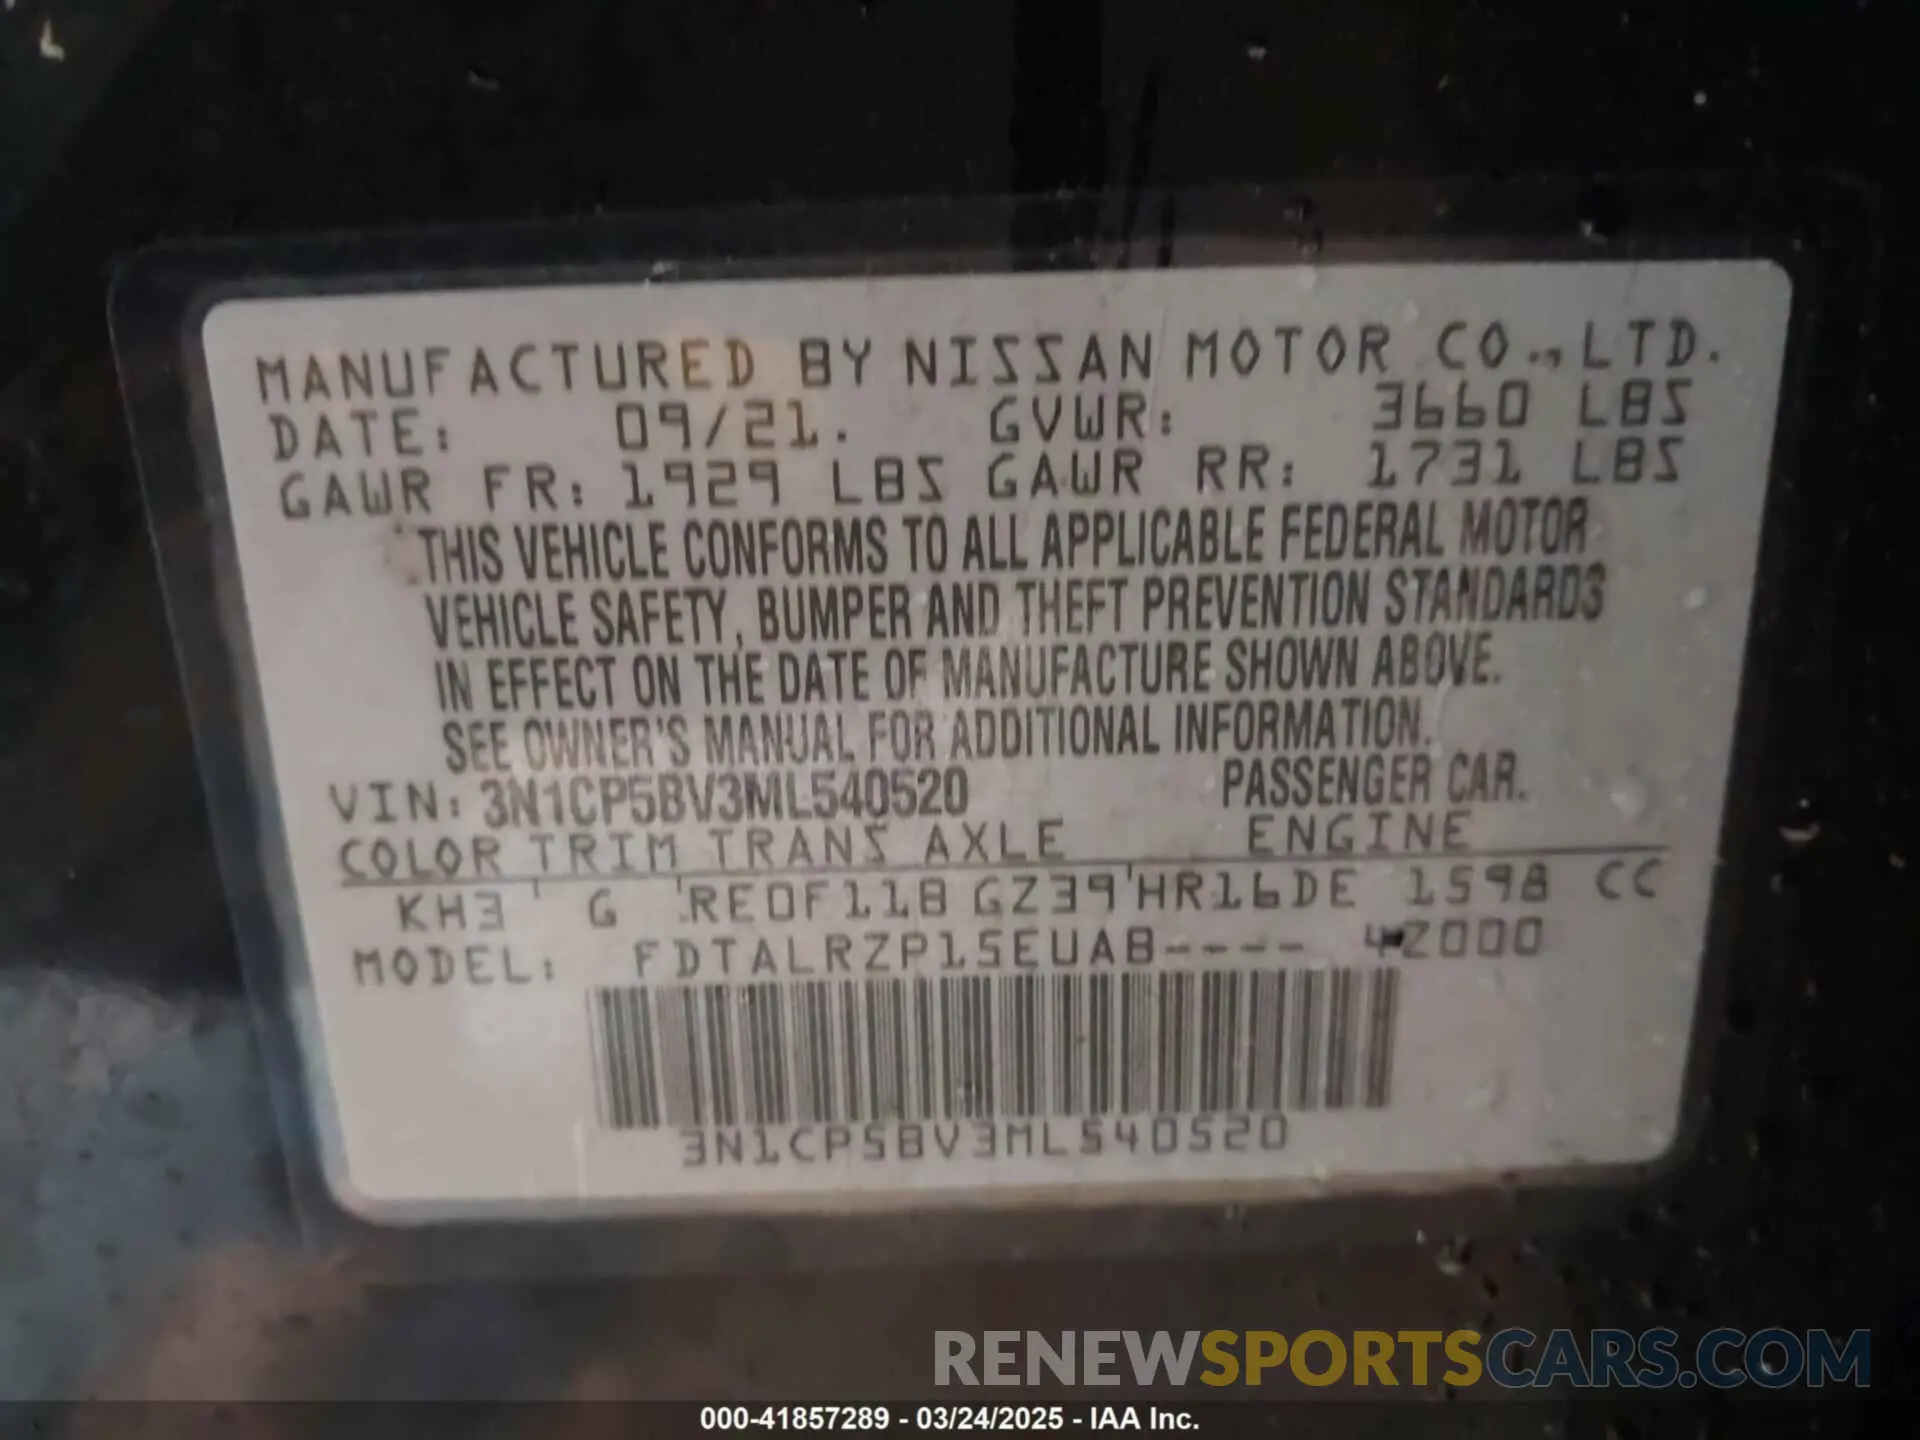 MANUFACTURED BY NISSAN MOTOR CO.,LTD.
DATE: 09/21. GVWR: 3660 LBS
GAWR FR: 1929 LBS GAWR RR: 1731 LBS
THIS VEHICLE CONFORMS TO ALL APPLICABLE FEDERAL MOTOR
VEHICLE SAFETY, BUMPER AND THEFT PREVENTION STANDARDS
IN EFFECT ON THE DATE OF MANUFACTURE SHOWN ABOVE.
SEE OWNER'S MANUAL FOR ADDITIONAL INFORMATION.
VIN: 3N1CP5BV3ML540520 PASSENGER CAR.
COLOR TRIM TRANS AXLE ENGINE
KH3 ' G 'RE0F11B GZ39'HR16DE 1598 CC
MODEL: FDTALRZP15EUAB---- 4Z000
3N1CP5BV3ML540520
RENEWSPORTSCARS.COM
000-41857289 - 03/24/2025 - IAA Inc.